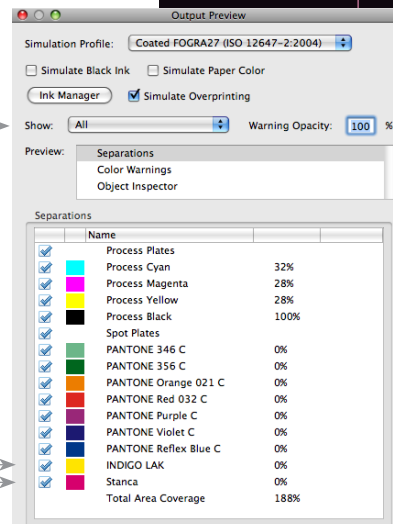 Output Preview
Simulation Profile: Coated FOGRA27 (ISO 12647-2:2004)
Simulate Black Ink Simulate Paper Color
Ink Manager Simulate Overprinting
Show: All Warning Opacity: 100 %
Preview: Separations
Color Warnings
Object Inspector
Separations
Name
Process Plates
Process Cyan 32%
Process Magenta 28%
Process Yellow 28%
Process Black 100%
Spot Plates
PANTONE 346 C 0%
PANTONE 356 C 0%
PANTONE Orange 021 C 0%
PANTONE Red 032 C 0%
PANTONE Purple C 0%
PANTONE Violet C 0%
PANTONE Reflex Blue C 0%
INDIGO LAK 0%
Stanca 0%
Total Area Coverage 188%